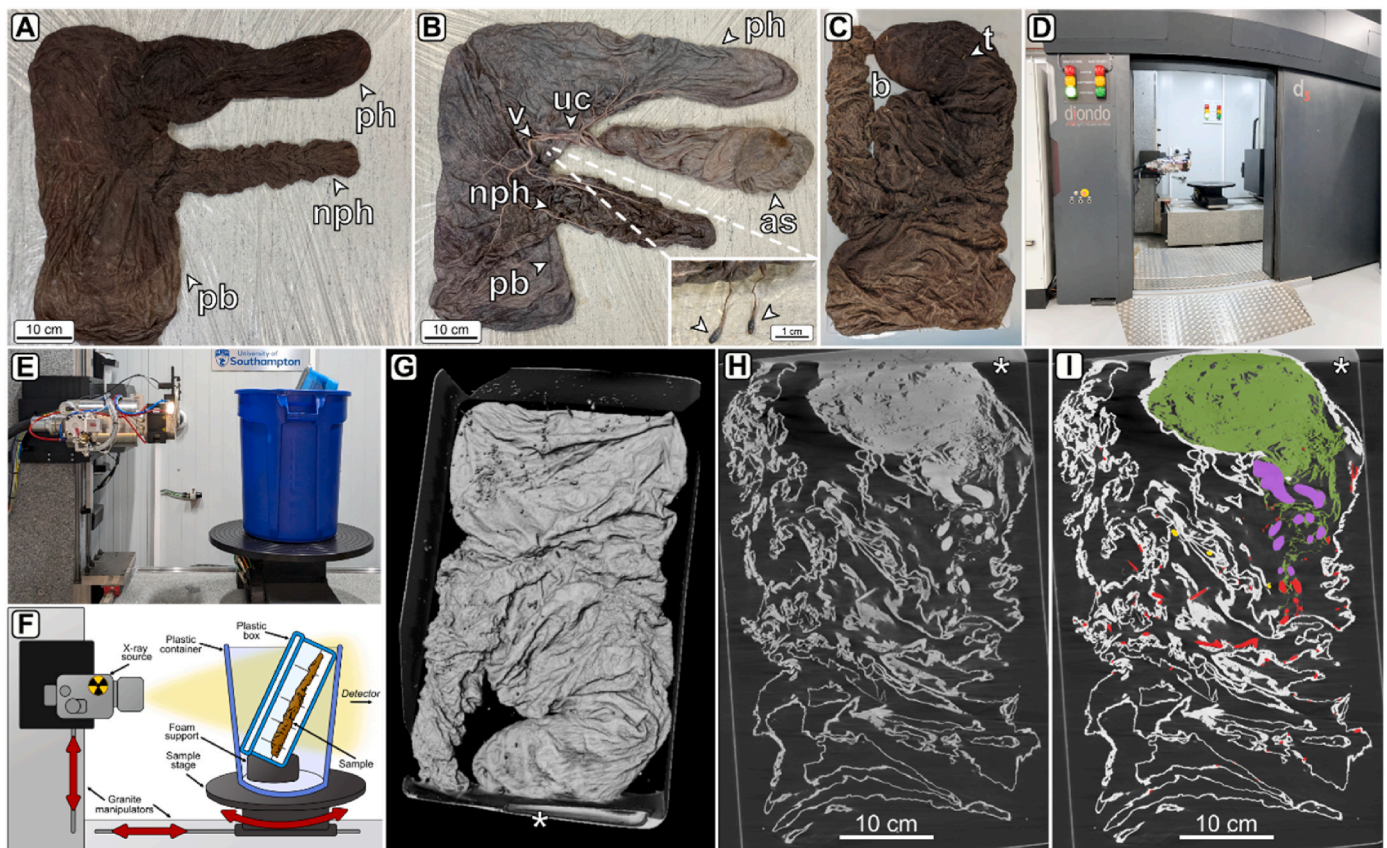 A
ph
nph
pb
10 cm
B
ph
uc
v
nph
as
pb
1 cm
10 cm
C
t
b
D
diondo
d
E
University of
Southampton
F
Plastic
box
Plastic
container
X-ray
source
Detector
Foam
support
Sample
stage
Sample
Granite
manipulators
G
*
H
*
10 cm
I
*
10 cm